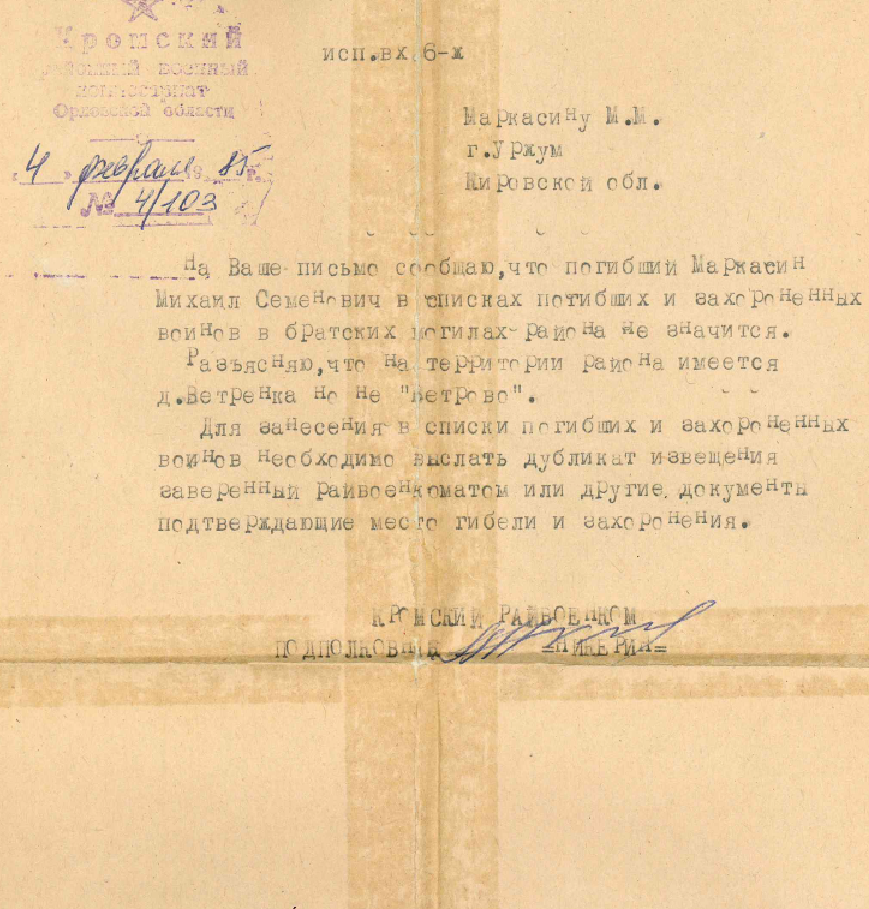 Кромский
районный военный
комиссариат
Орловской области
«4» февраля 1985 г.
№ 4/103
исп.вх 6-ж
Маркасину М.М.
г.Уржум
Кировской обл.
На Ваше письмо сообщаю,что погибший Маркасин
Михаил Семенович в списках погибших и захороненных
воинов в братских могилах района не значится.
Разъясняю,что на территории района имеется
д.Ветренка но не "Ветрово".
Для занесения в списки погибших и захороненных
воинов необходимо выслать дубликат извещения
заверенный райвоенкоматом или другие документы
подтверждающие место гибели и захоронения.
КРОМСКИЙ РАЙВОЕНКОМ
ПОДПОЛКОВНИК